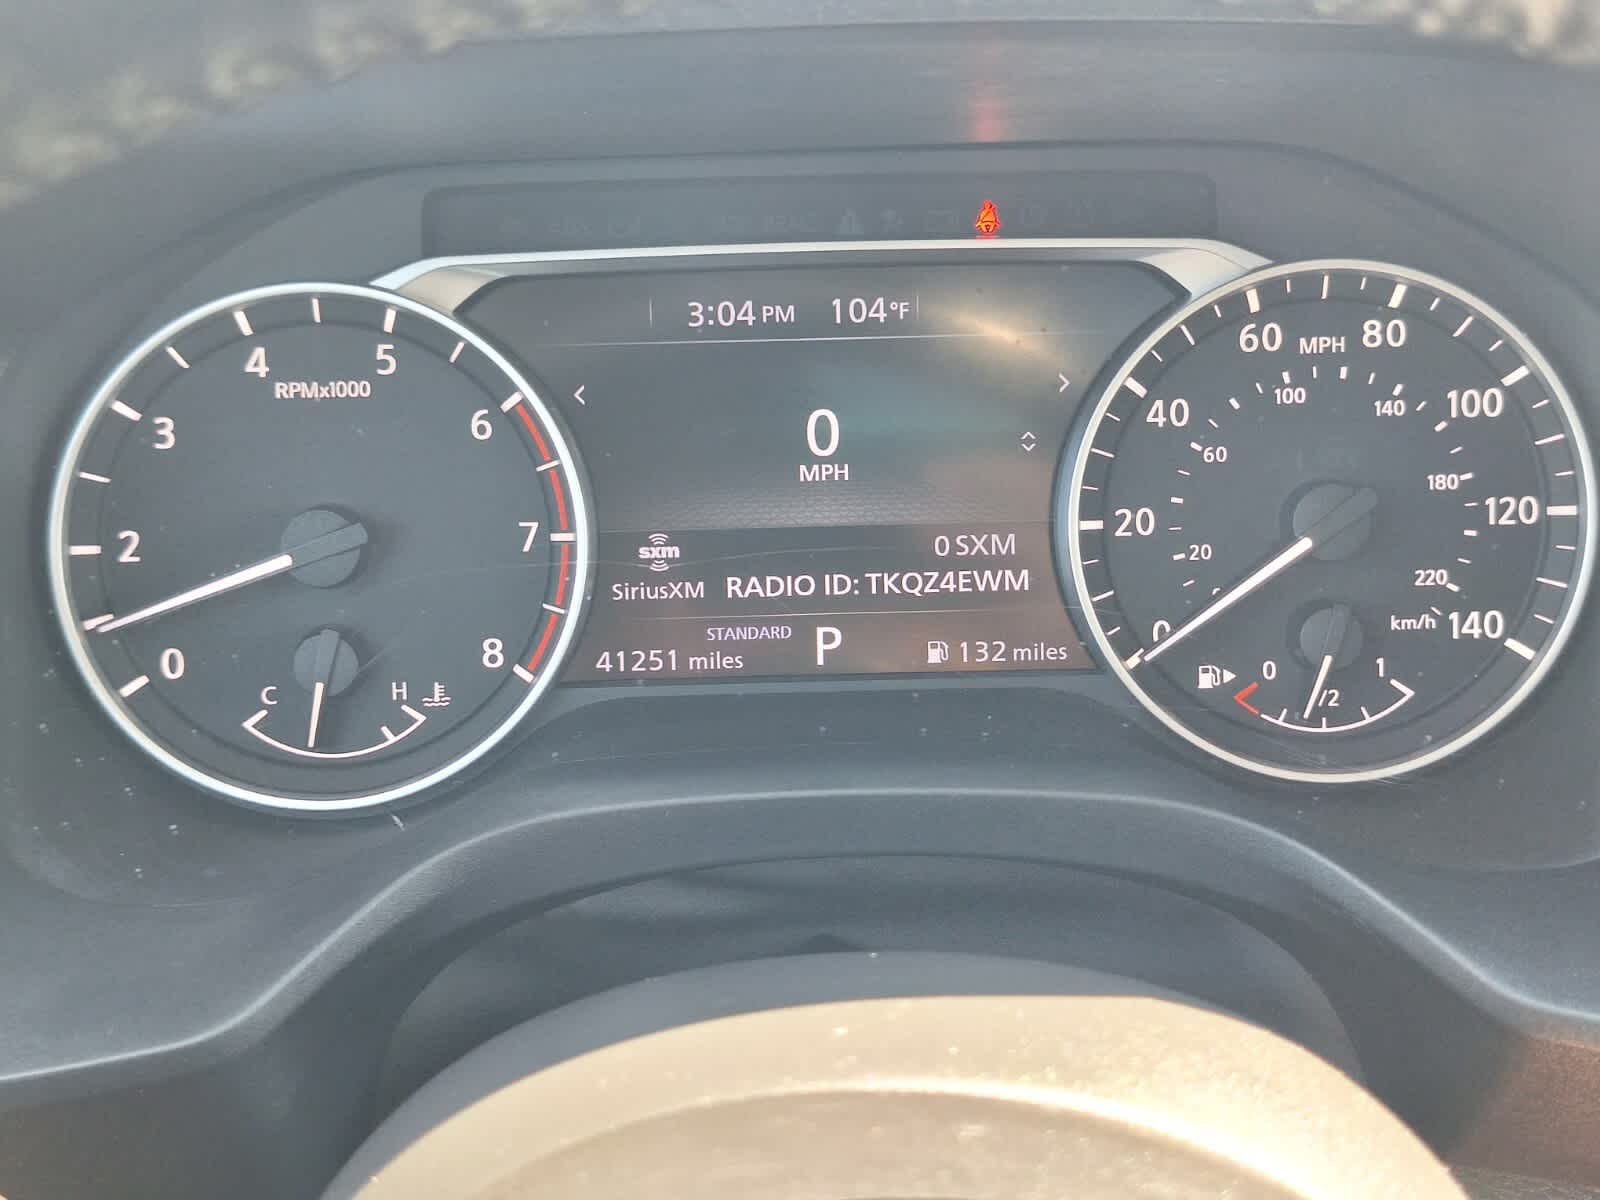 3:04 PM 104°F
0
MPH
sxm
SiriusXM
0 SXM
RADIO ID: TKQZ4EWM
STANDARD
P
41251 miles
132 miles
0
2
3
4
5
6
7
8
RPMx1000
C
H
0
20
40
60
MPH
80
100
120
140
20
60
100
140
180
220
km/h
0
/2
1